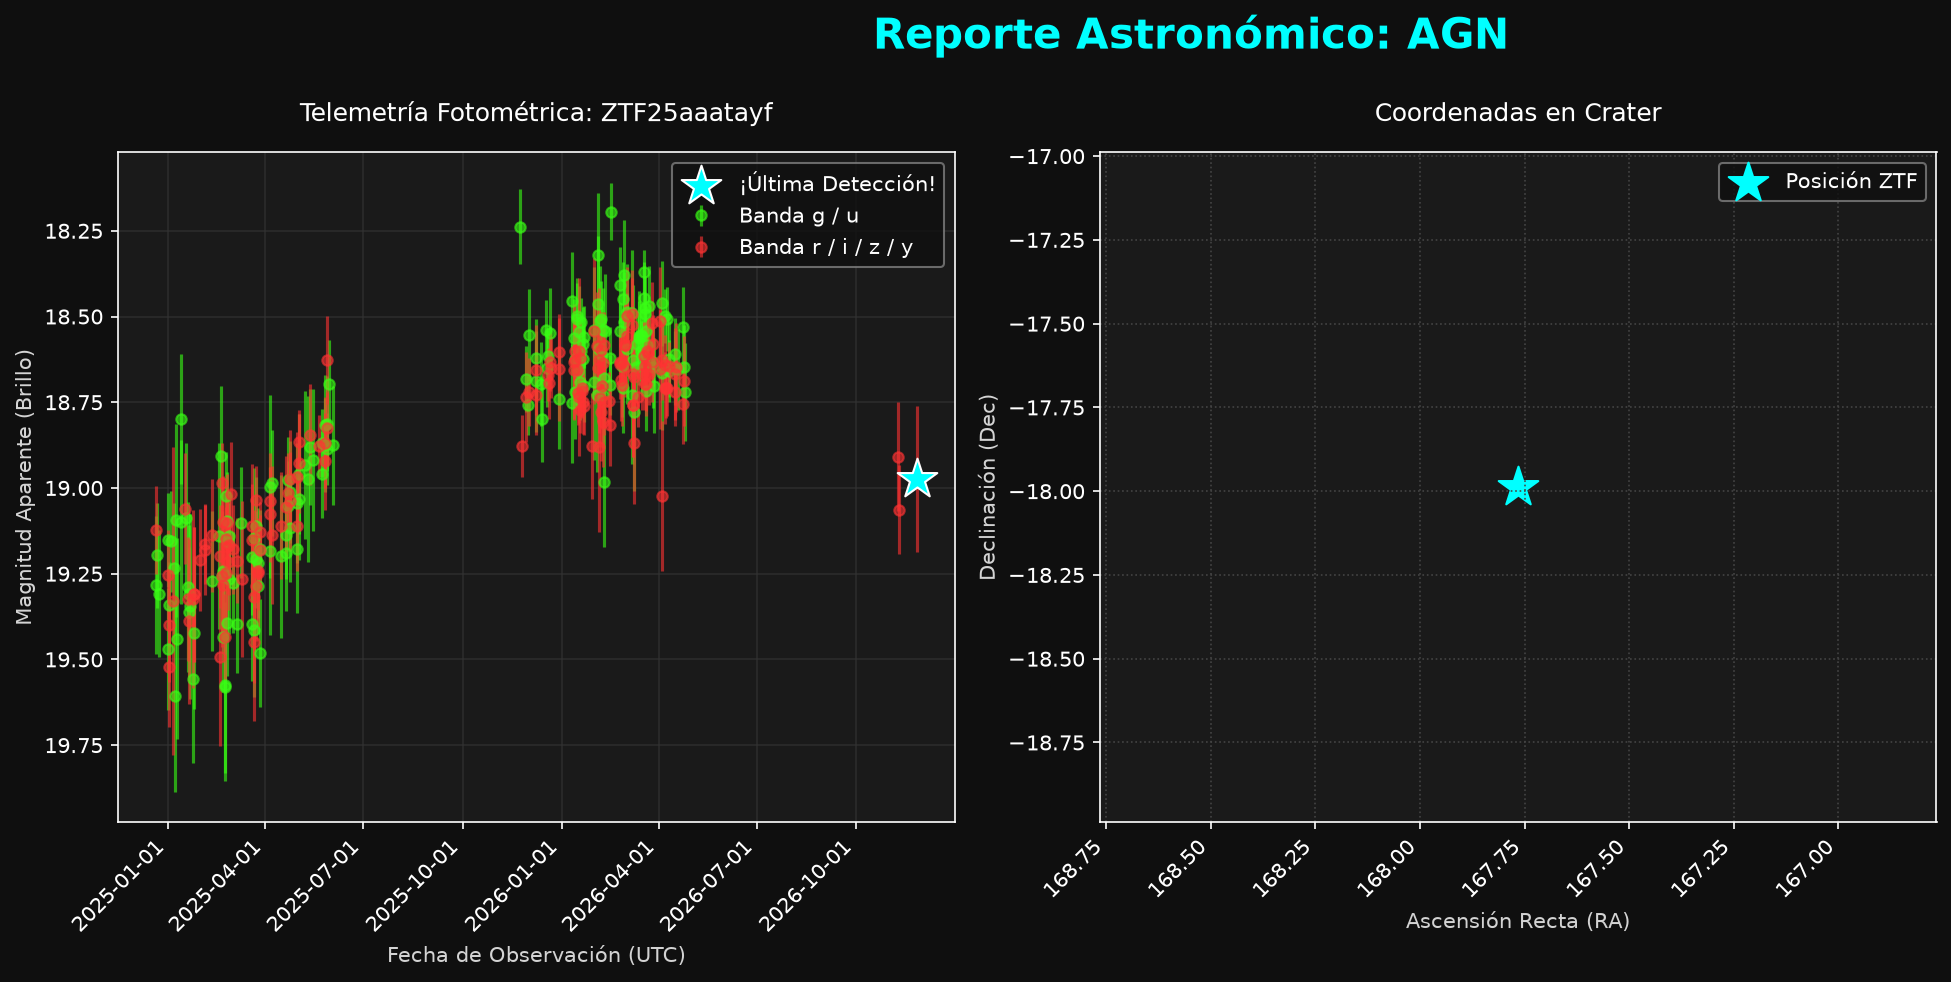 Reporte Astronómico: AGN
Telemetría Fotométrica: ZTF25aaatayf
¡Última Detección!
Banda g / u
Banda r / i / z / y
Magnitud Aparente (Brillo)
18.25
18.50
18.75
19.00
19.25
19.50
19.75
2025-01-01
2025-04-01
2025-07-01
2025-10-01
2026-01-01
2026-04-01
2026-07-01
2026-10-01
Fecha de Observación (UTC)
Coordenadas en Crater
Posición ZTF
Declinación (Dec)
−17.00
−17.25
−17.50
−17.75
−18.00
−18.25
−18.50
−18.75
168.75
168.50
168.25
168.00
167.75
167.50
167.25
167.00
Ascensión Recta (RA)